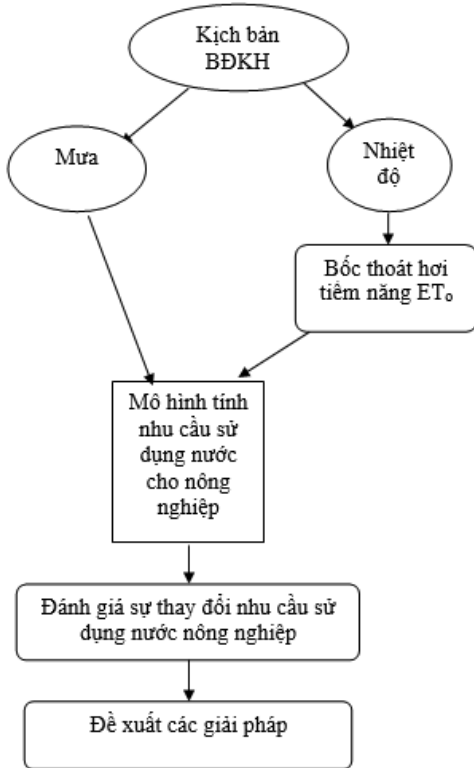 Kịch bản
BĐKH
Mưa
Nhiệt
độ
Bốc thoát hơi
tiềm năng ET₀
Mô hình tính
nhu cầu sử
dụng nước
cho nông
nghiệp
Đánh giá sự thay đổi nhu cầu sử
dụng nước nông nghiệp
Đề xuất các giải pháp